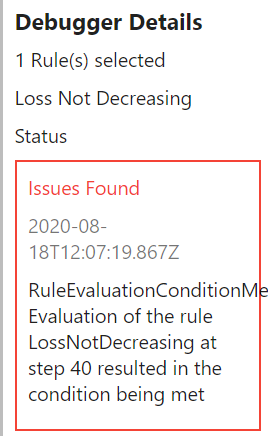 Debugger Details
1 Rule(s) selected
Loss Not Decreasing
Status
Issues Found
2020-08-
18T12:07:19.867Z
RuleEvaluationConditionMe
Evaluation of the rule
LossNotDecreasing at
step 40 resulted in the
condition being met